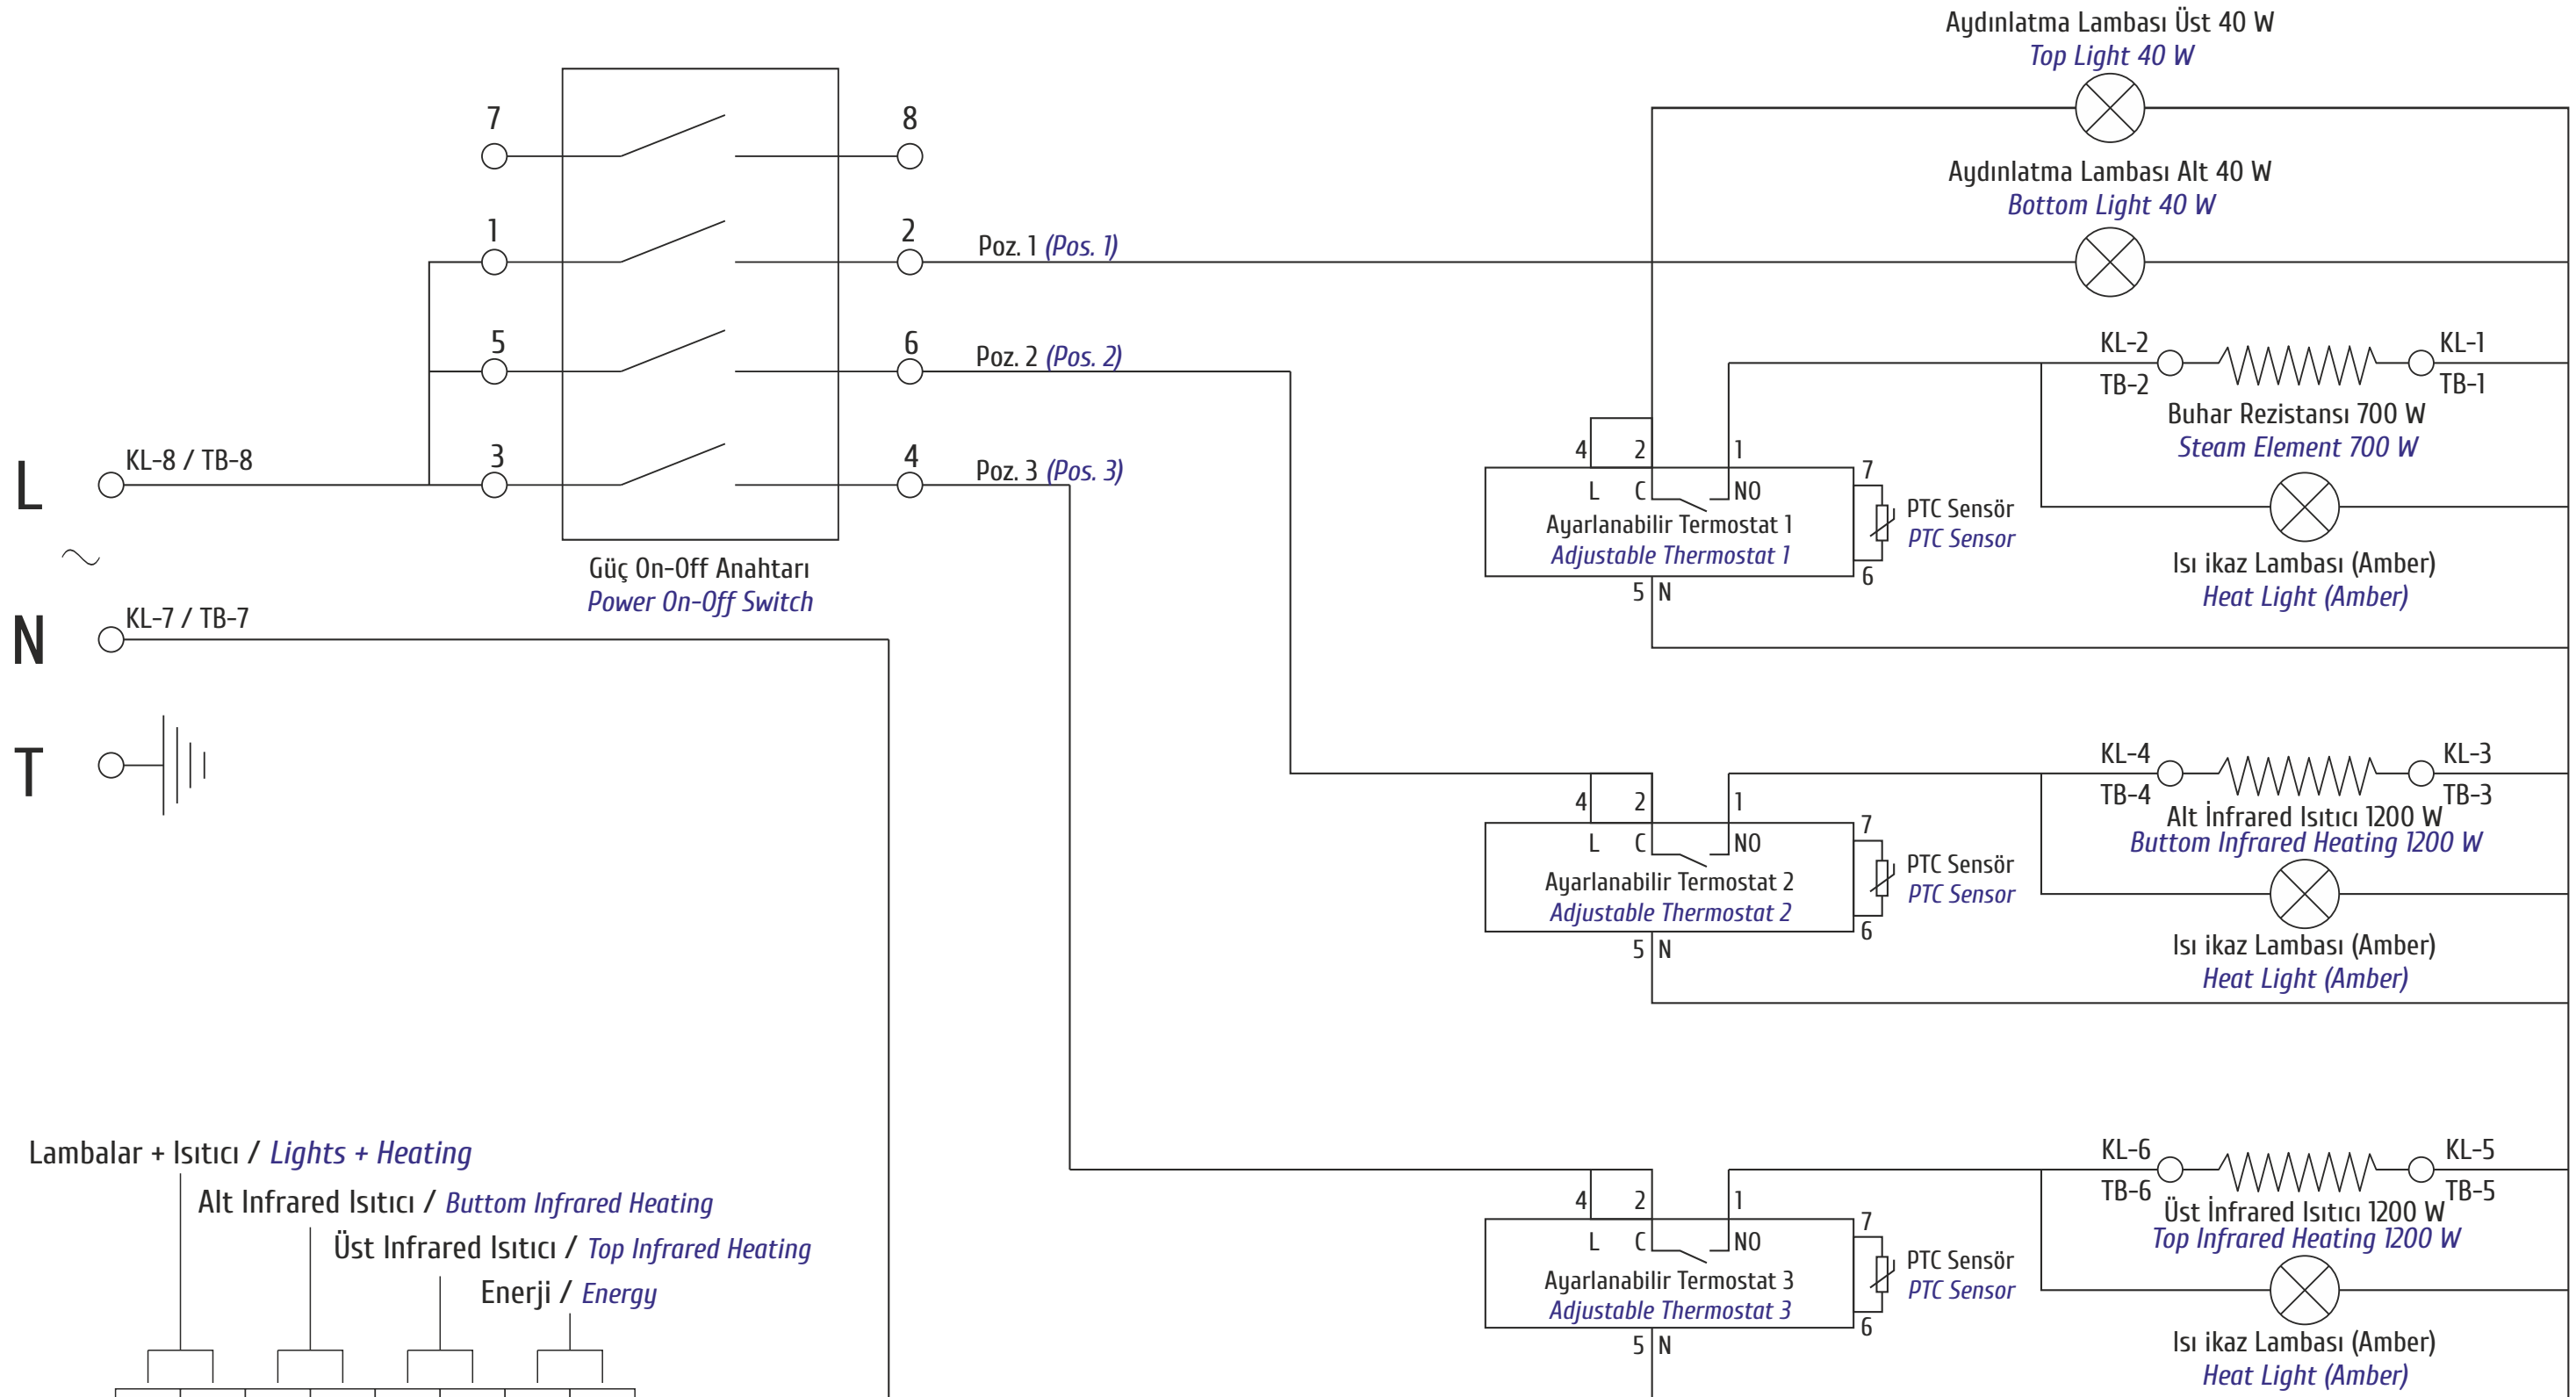 Aydınlatma Lambası Üst 40 W
Top Light 40 W
7
8
Aydınlatma Lambası Alt 40 W
Bottom Light 40 W
1
2
Poz. 1 (Pos. 1)
5
6
Poz. 2 (Pos. 2)
KL-2
KL-1
TB-2
TB-1
Buhar Rezistansı 700 W
Steam Element 700 W
L
KL-8 / TB-8
3
4
Poz. 3 (Pos. 3)
4
2
1
7
L
C
NO
Ayarlanabilir Termostat 1
Adjustable Thermostat 1
PTC Sensör
PTC Sensor
6
5
N
Isı ikaz Lambası (Amber)
Heat Light (Amber)
Güç On-Off Anahtarı
Power On-Off Switch
N
KL-7 / TB-7
T
KL-4
KL-3
TB-4
TB-3
Alt İnfrared Isıtıcı 1200 W
Buttom Infrared Heating 1200 W
4
2
1
7
L
C
NO
Ayarlanabilir Termostat 2
Adjustable Thermostat 2
PTC Sensör
PTC Sensor
6
5
N
Isı ikaz Lambası (Amber)
Heat Light (Amber)
Lambalar + Isıtıcı / Lights + Heating
Alt Infrared Isıtıcı / Buttom Infrared Heating
Üst Infrared Isıtıcı / Top Infrared Heating
Enerji / Energy
KL-6
KL-5
TB-6
TB-5
Üst İnfrared Isıtıcı 1200 W
Top Infrared Heating 1200 W
4
2
1
7
L
C
NO
Ayarlanabilir Termostat 3
Adjustable Thermostat 3
PTC Sensör
PTC Sensor
6
5
N
Isı ikaz Lambası (Amber)
Heat Light (Amber)